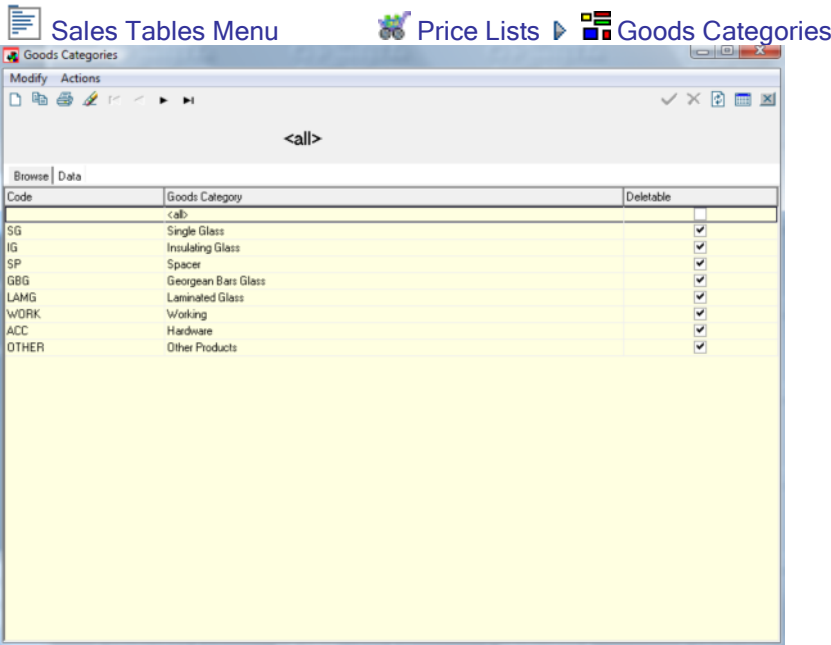 Sales Tables Menu Price Lists Goods Categories
Goods Categories
Modify Actions
<all>
Browse Data
Code Goods Category Deletable
<all>
SG Single Glass
IG Insulating Glass
SP Spacer
GBG Georgean Bars Glass
LAMG Laminated Glass
WORK Working
ACC Hardware
OTHER Other Products